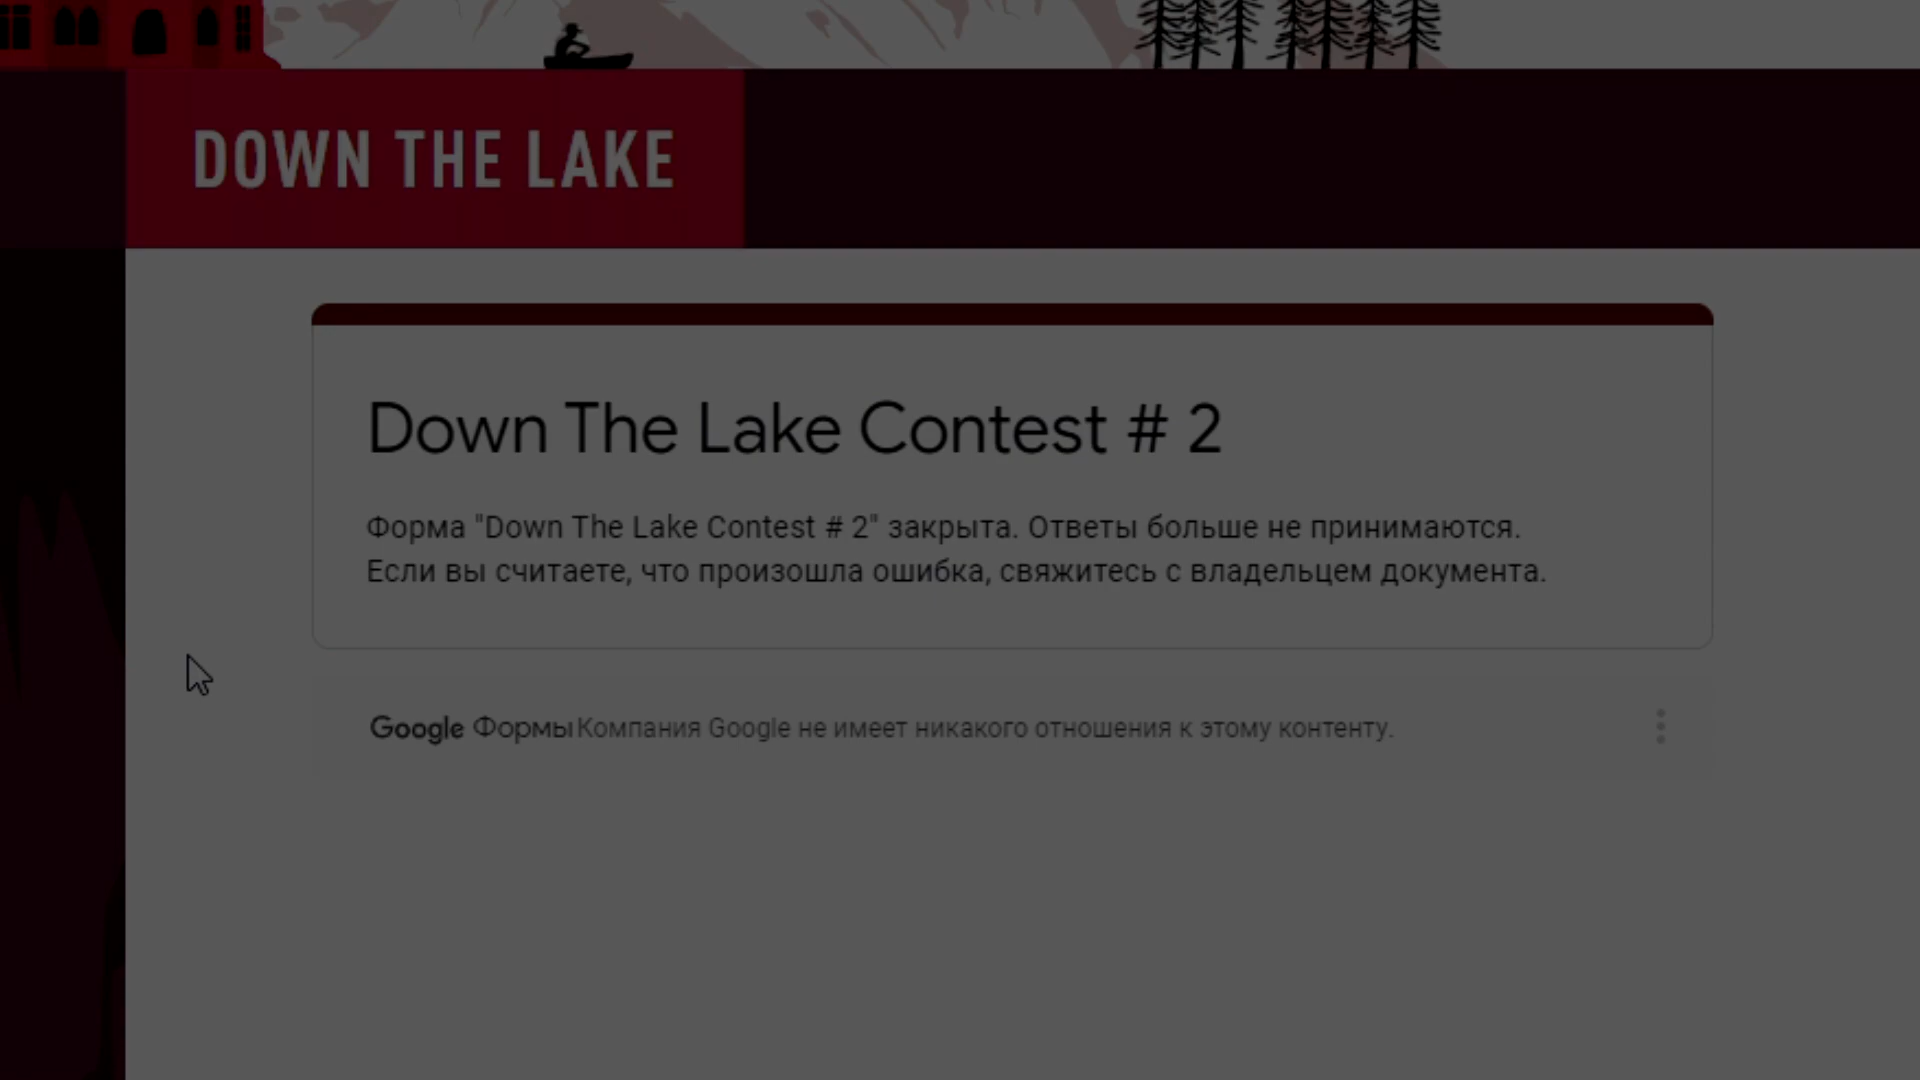 DOWN THE LAKE
Down The Lake Contest # 2
Форма "Down The Lake Contest # 2" закрыта. Ответы больше не принимаются.
Если вы считаете, что произошла ошибка, свяжитесь с владельцем документа.
Google Формы Компания Google не имеет никакого отношения к этому контенту.